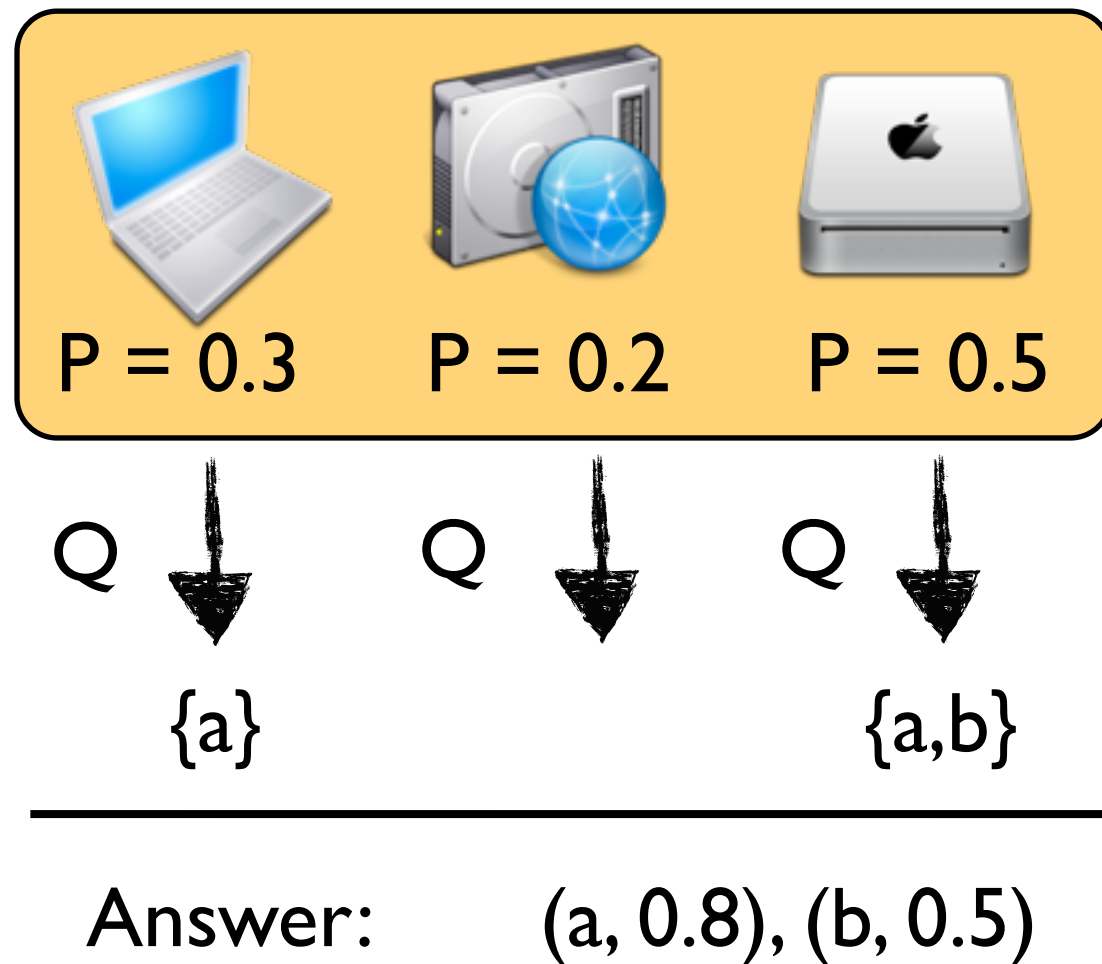 P = 0.3 P = 0.2 P = 0.5
Q Q Q
{a} {a,b}
Answer: (a, 0.8), (b, 0.5)